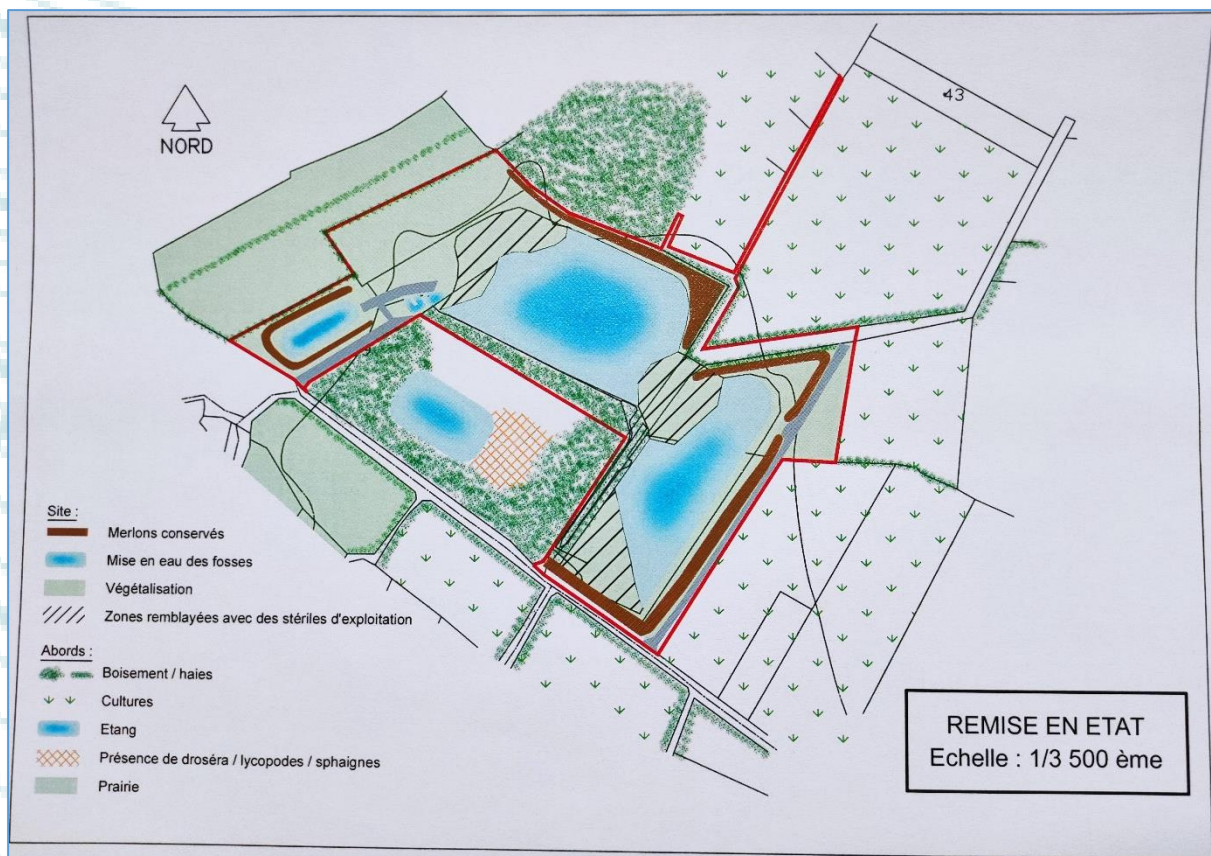 NORD
43
Site :
Merlons conservés
Mise en eau des fosses
Végétalisation
Zones remblayées avec des stériles d'exploitation
Abords :
Boisement / haies
Cultures
Etang
Présence de droséra / lycopodes / sphaignes
Prairie
REMISE EN ETAT
Echelle : 1/3 500 ème